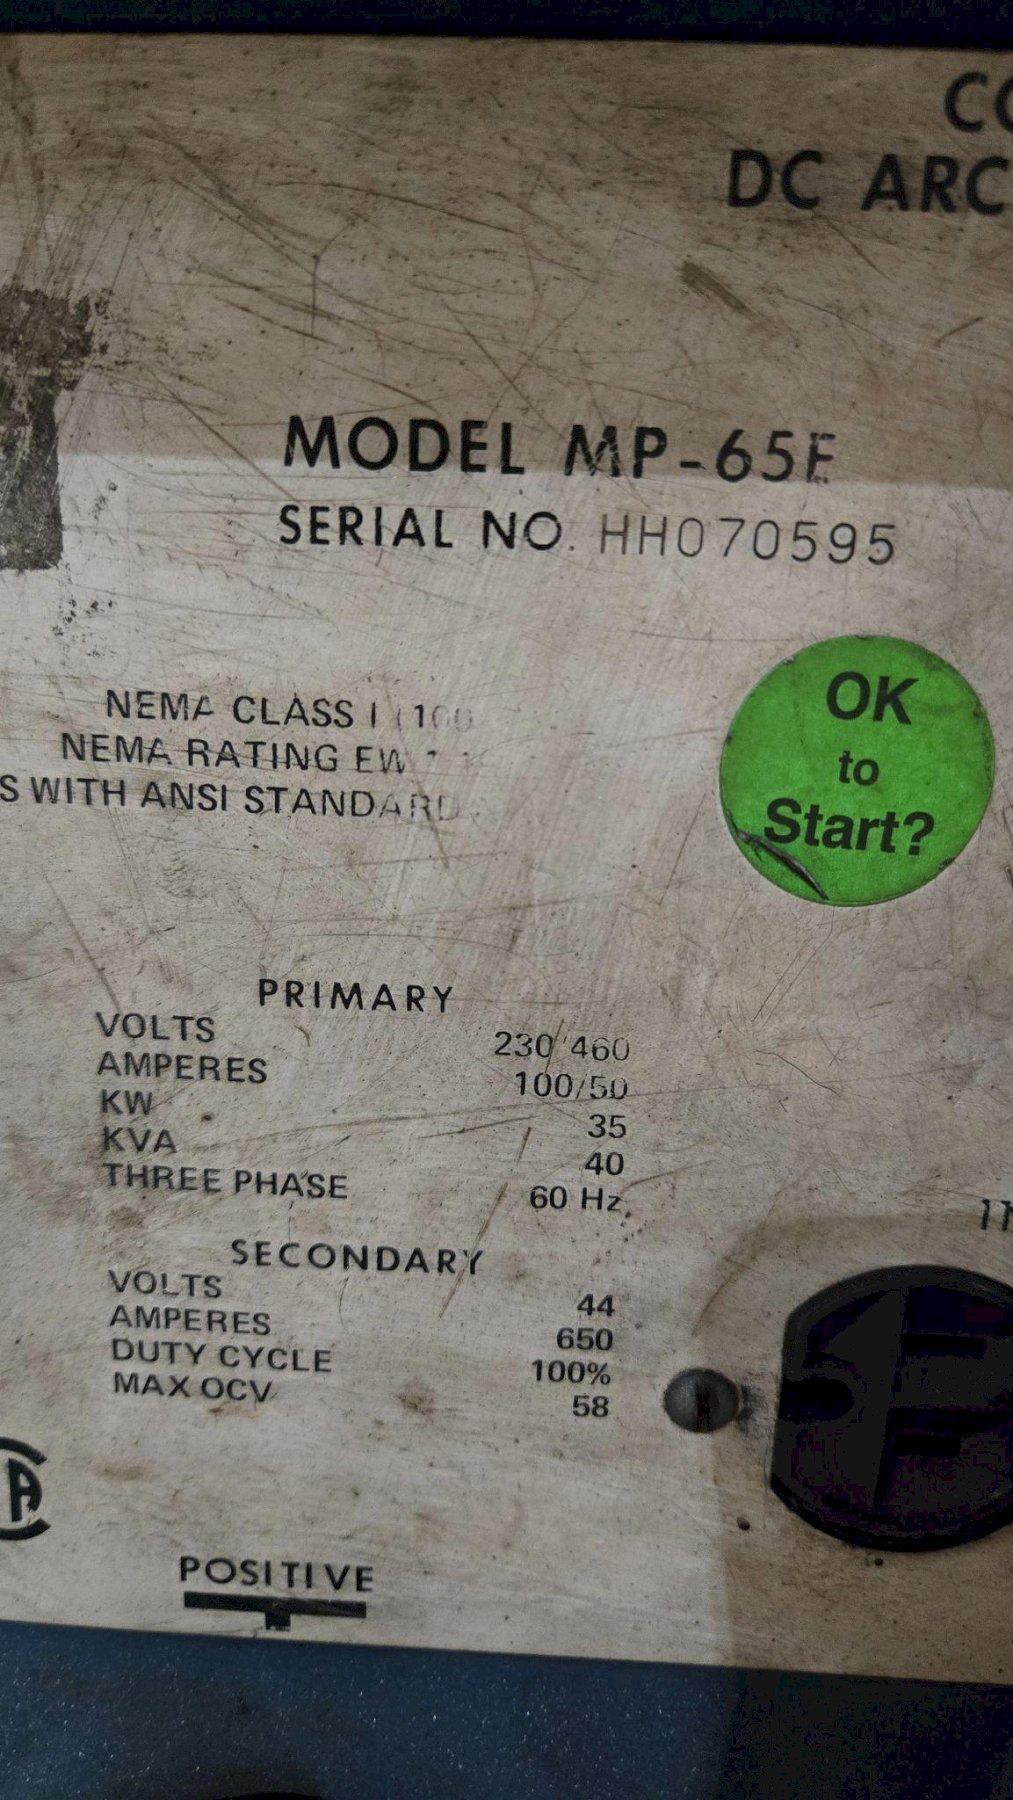 DC ARC
MODEL MP-65E
SERIAL NO. HH070595
NEMA CLASS I (100
NEMA RATING EW
S WITH ANSI STANDARD
OK
to
Start?
PRIMARY
VOLTS 230/460
AMPERES 100/50
KW 35
KVA 40
THREE PHASE 60 Hz
SECONDARY
VOLTS 44
AMPERES 650
DUTY CYCLE 100%
MAX OCV 58
POSITIVE